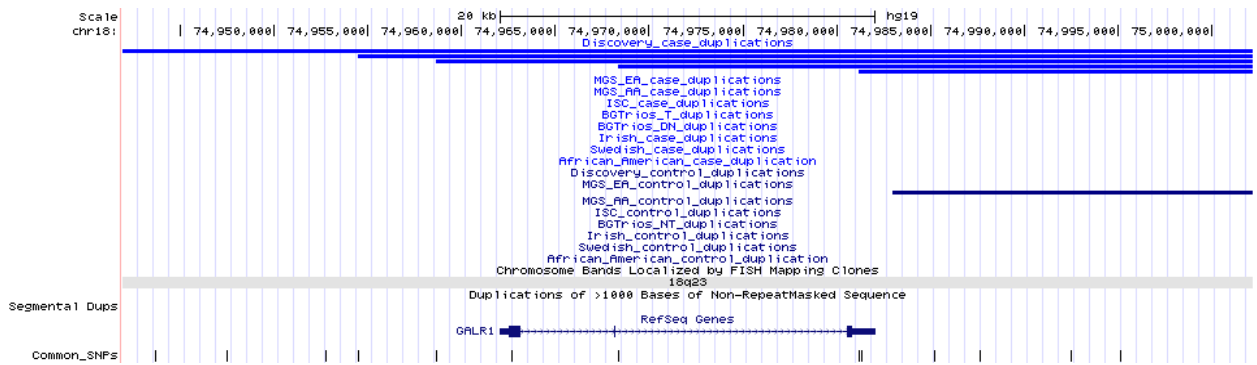 Scale 20 kb hg19
chr18: 74,950,000 74,955,000 74,960,000 74,965,000 74,970,000 74,975,000 74,980,000 74,985,000 74,990,000 74,995,000 75,000,000
Discovery_case_duplications
MGS_EA_case_duplications
MGS_AA_case_duplications
ISC_case_duplications
BGTrios_T_duplications
BGTrios_DN_duplications
Irish_case_duplications
Swedish_case_duplications
African_American_case_duplication
Discovery_control_duplications
MGS_EA_control_duplications
MGS_AA_control_duplications
ISC_control_duplications
BGTrios_NT_duplications
Irish_control_duplications
Swedish_control_duplications
African_American_control_duplication
Chromosome Bands Localized by FISH Mapping Clones
18q23
Duplications of >1000 Bases of Non-RepeatMasked Sequence
Segmental Dups
RefSeq Genes
GALR1
Common_SNPs